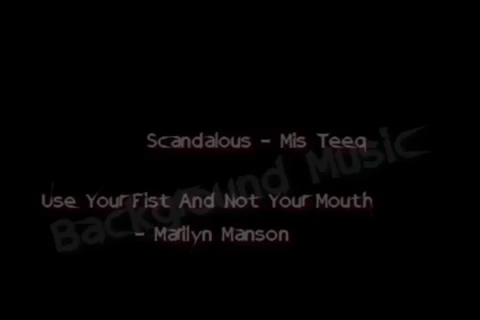 Background Music
Scandalous - Mis Teeq
Use Your Fist And Not Your Mouth
- Marilyn Manson